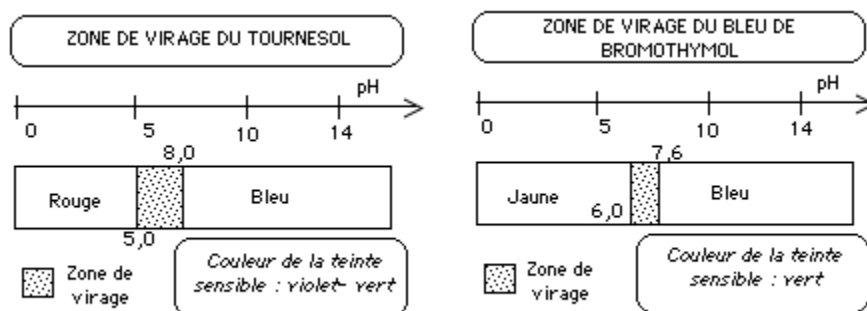 ZONE DE VIRAGE DU TOURNESOL
pH
0 5 10 14
8,0
Rouge Bleu
5,0
Zone de
virage
Couleur de la teinte
sensible : violet- vert
ZONE DE VIRAGE DU BLEU DE
BROMOTHYMOL
pH
0 5 10 14
7,6
Jaune Bleu
6,0
Zone de
virage
Couleur de la teinte
sensible : vert